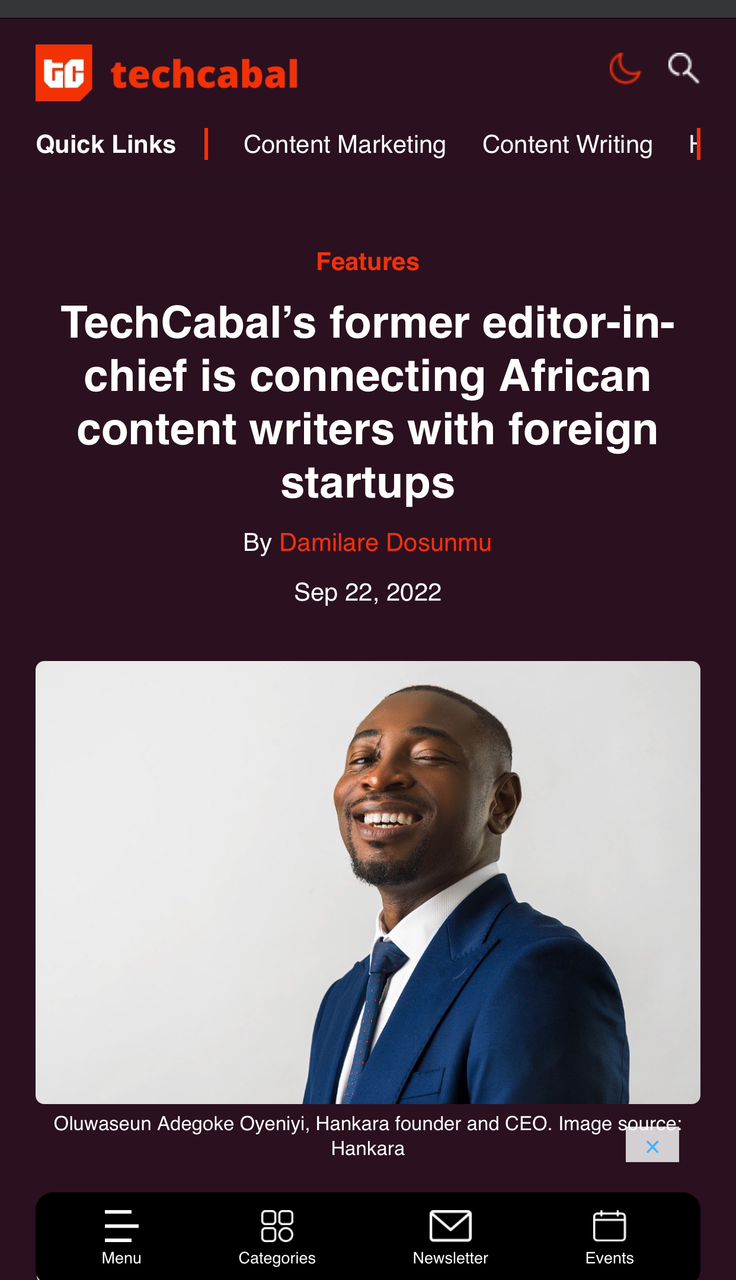 tc techcabal
Quick Links
Content Marketing
Content Writing
Features
TechCabal’s former editor-in-
chief is connecting African
content writers with foreign
startups
By Damilare Dosunmu
Sep 22, 2022
Oluwaseun Adegoke Oyeniyi, Hankara founder and CEO. Image source:
Hankara
Menu
Categories
Newsletter
Events